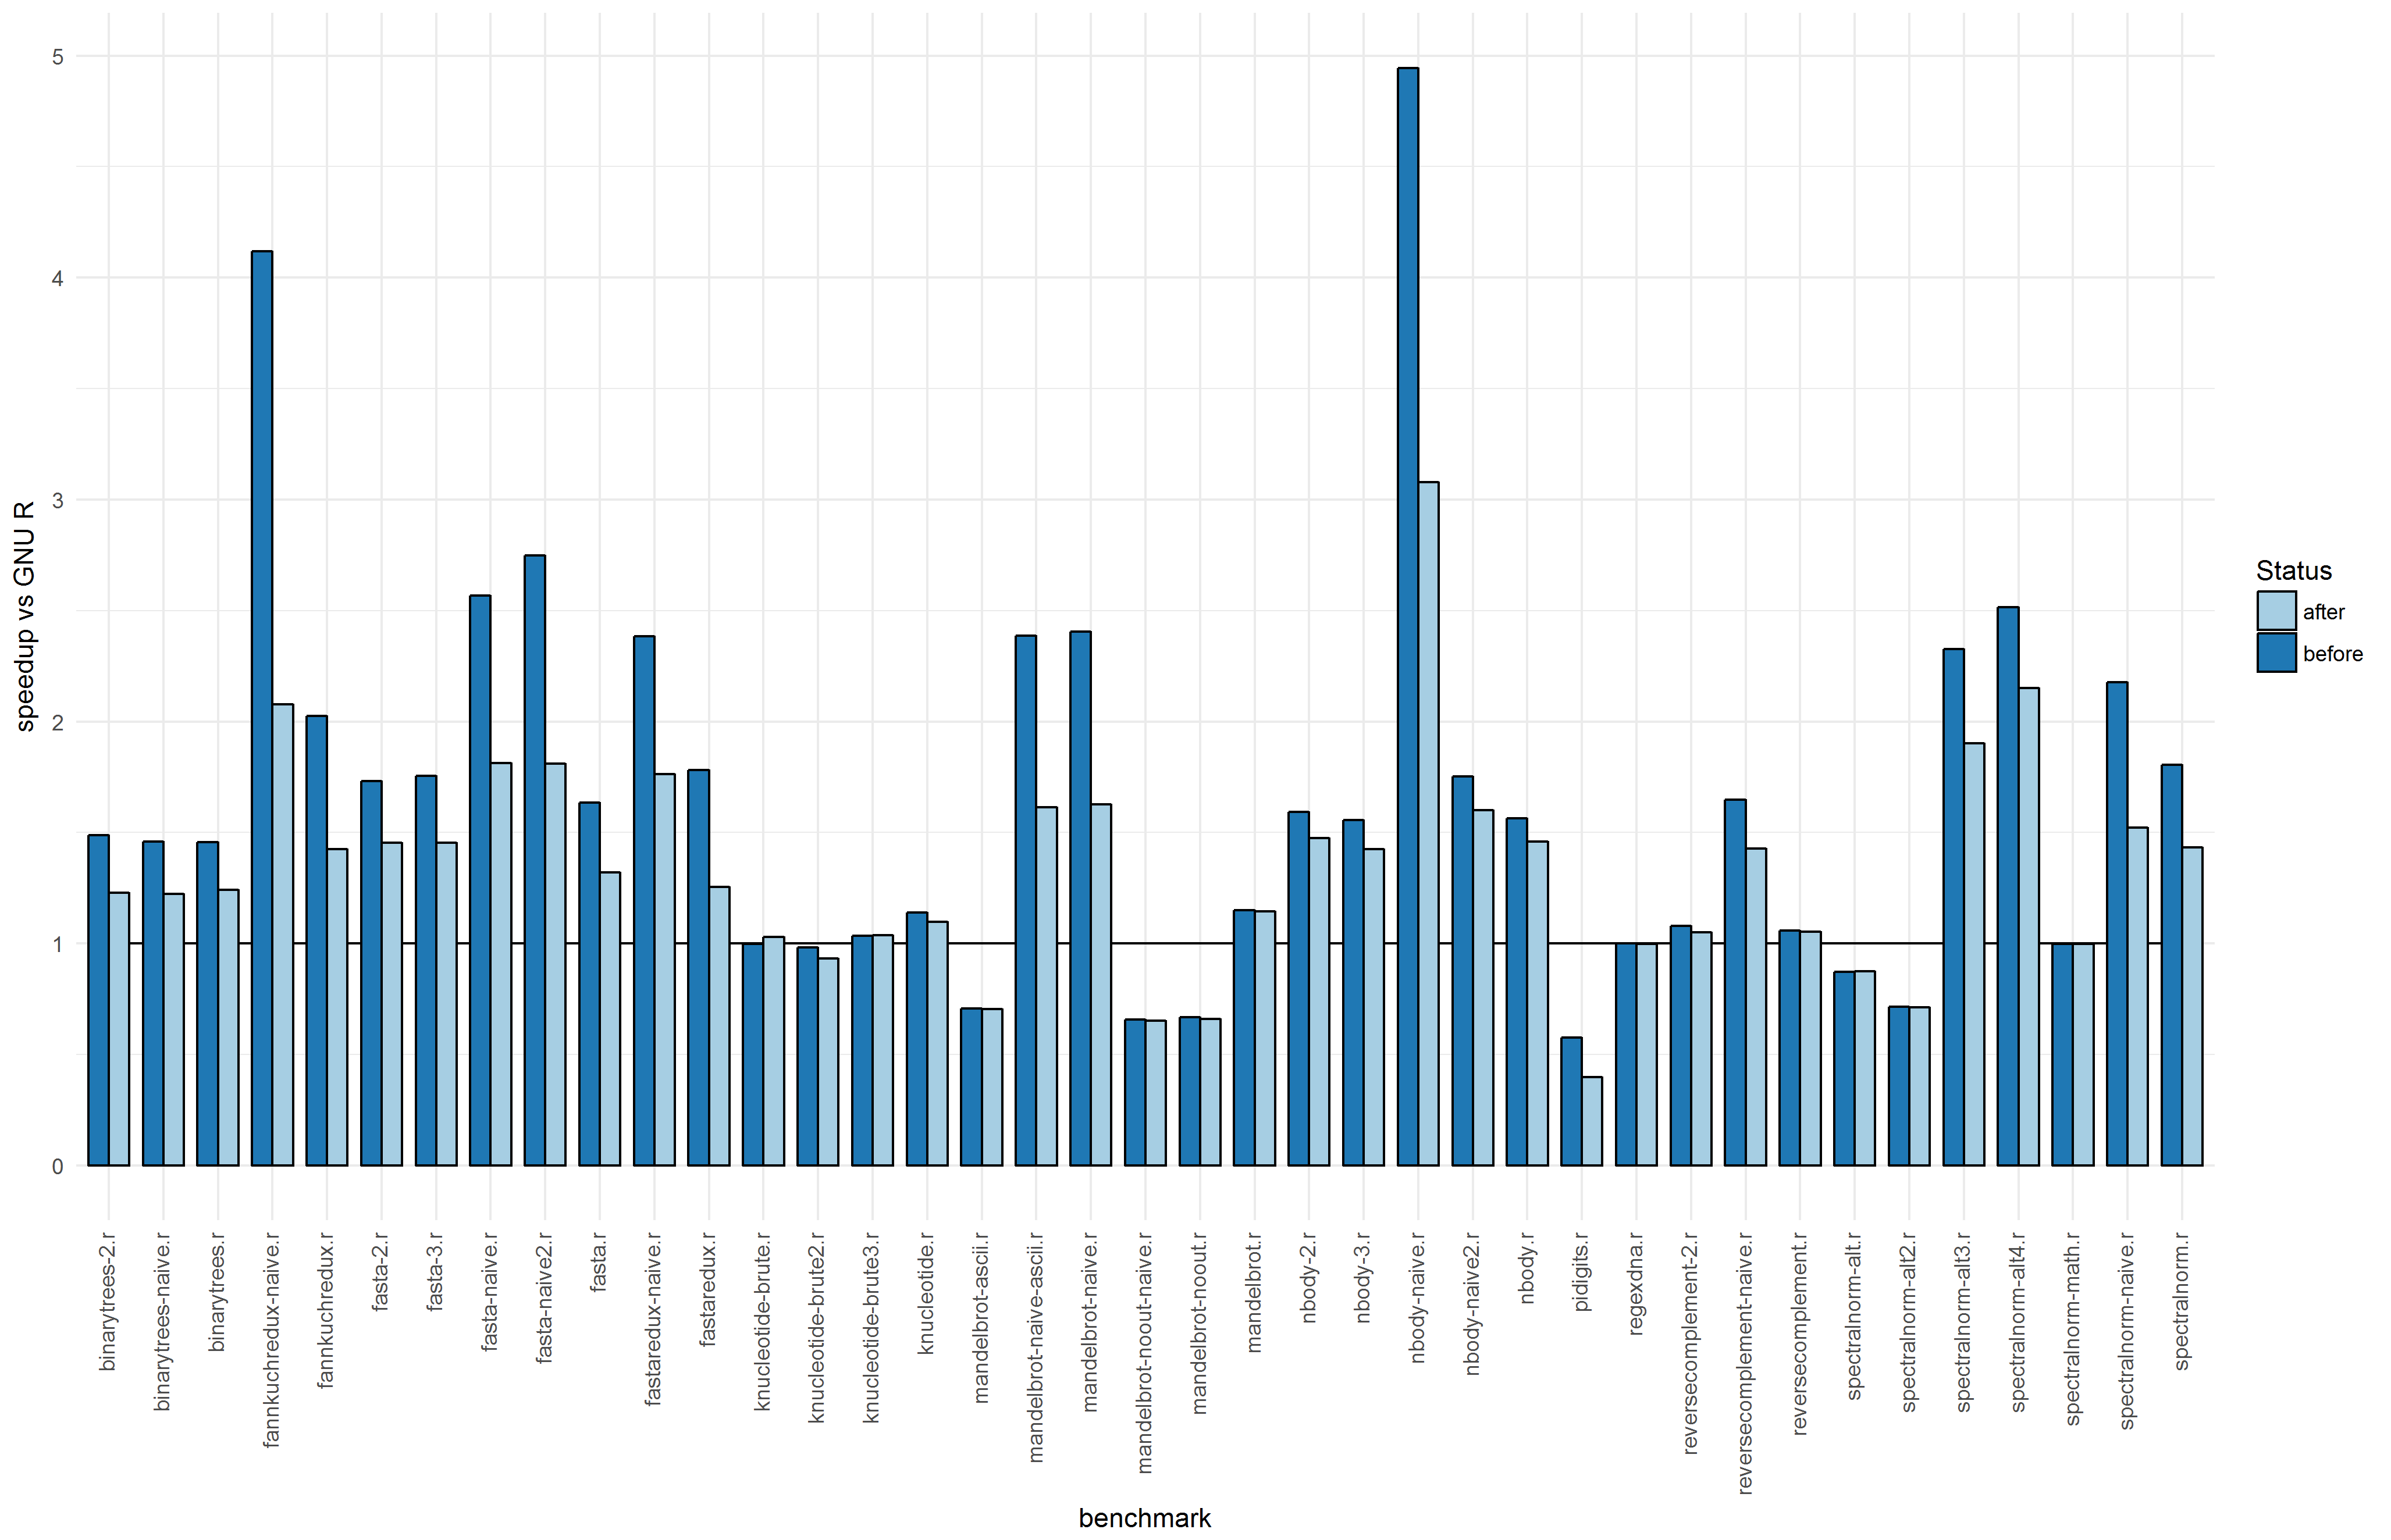 speedup vs GNU R
5
4
3
2
1
0
binarytrees-2.r
binarytrees-naive.r
binarytrees.r
fannkuchredux-naive.r
fannkuchredux.r
fasta-2.r
fasta-3.r
fasta-naive.r
fasta-naive2.r
fasta.r
fastaredux-naive.r
fastaredux.r
knucleotide-brute.r
knucleotide-brute2.r
knucleotide-brute3.r
knucleotide.r
mandelbrot-ascii.r
mandelbrot-naive-ascii.r
mandelbrot-naive.r
mandelbrot-noout-naive.r
mandelbrot-noout.r
mandelbrot.r
nbody-2.r
nbody-3.r
nbody-naive.r
nbody-naive2.r
nbody.r
pidigits.r
regexdna.r
reversecomplement-2.r
reversecomplement-naive.r
reversecomplement.r
spectralnorm-alt.r
spectralnorm-alt2.r
spectralnorm-alt3.r
spectralnorm-alt4.r
spectralnorm-math.r
spectralnorm-naive.r
spectralnorm.r
benchmark
Status
after
before